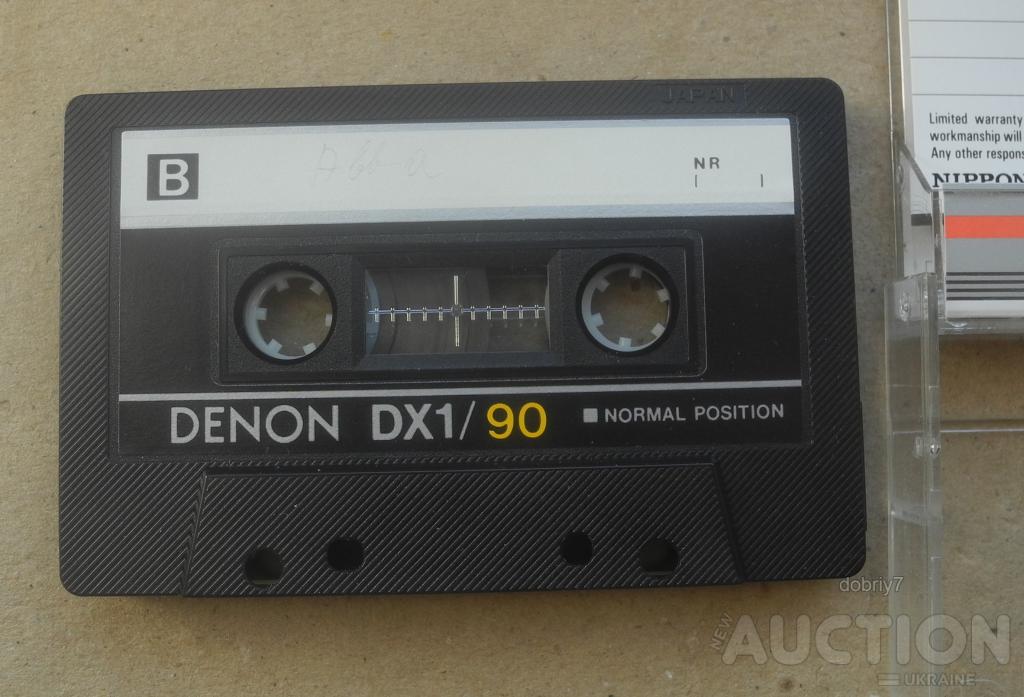 JAPAN
B
Abba
NR
DENON DX1/90
NORMAL POSITION
Limited warranty
workmanship will
Any other respons
NIPPON
dobriy7
NEW AUCTION
UKRAINE